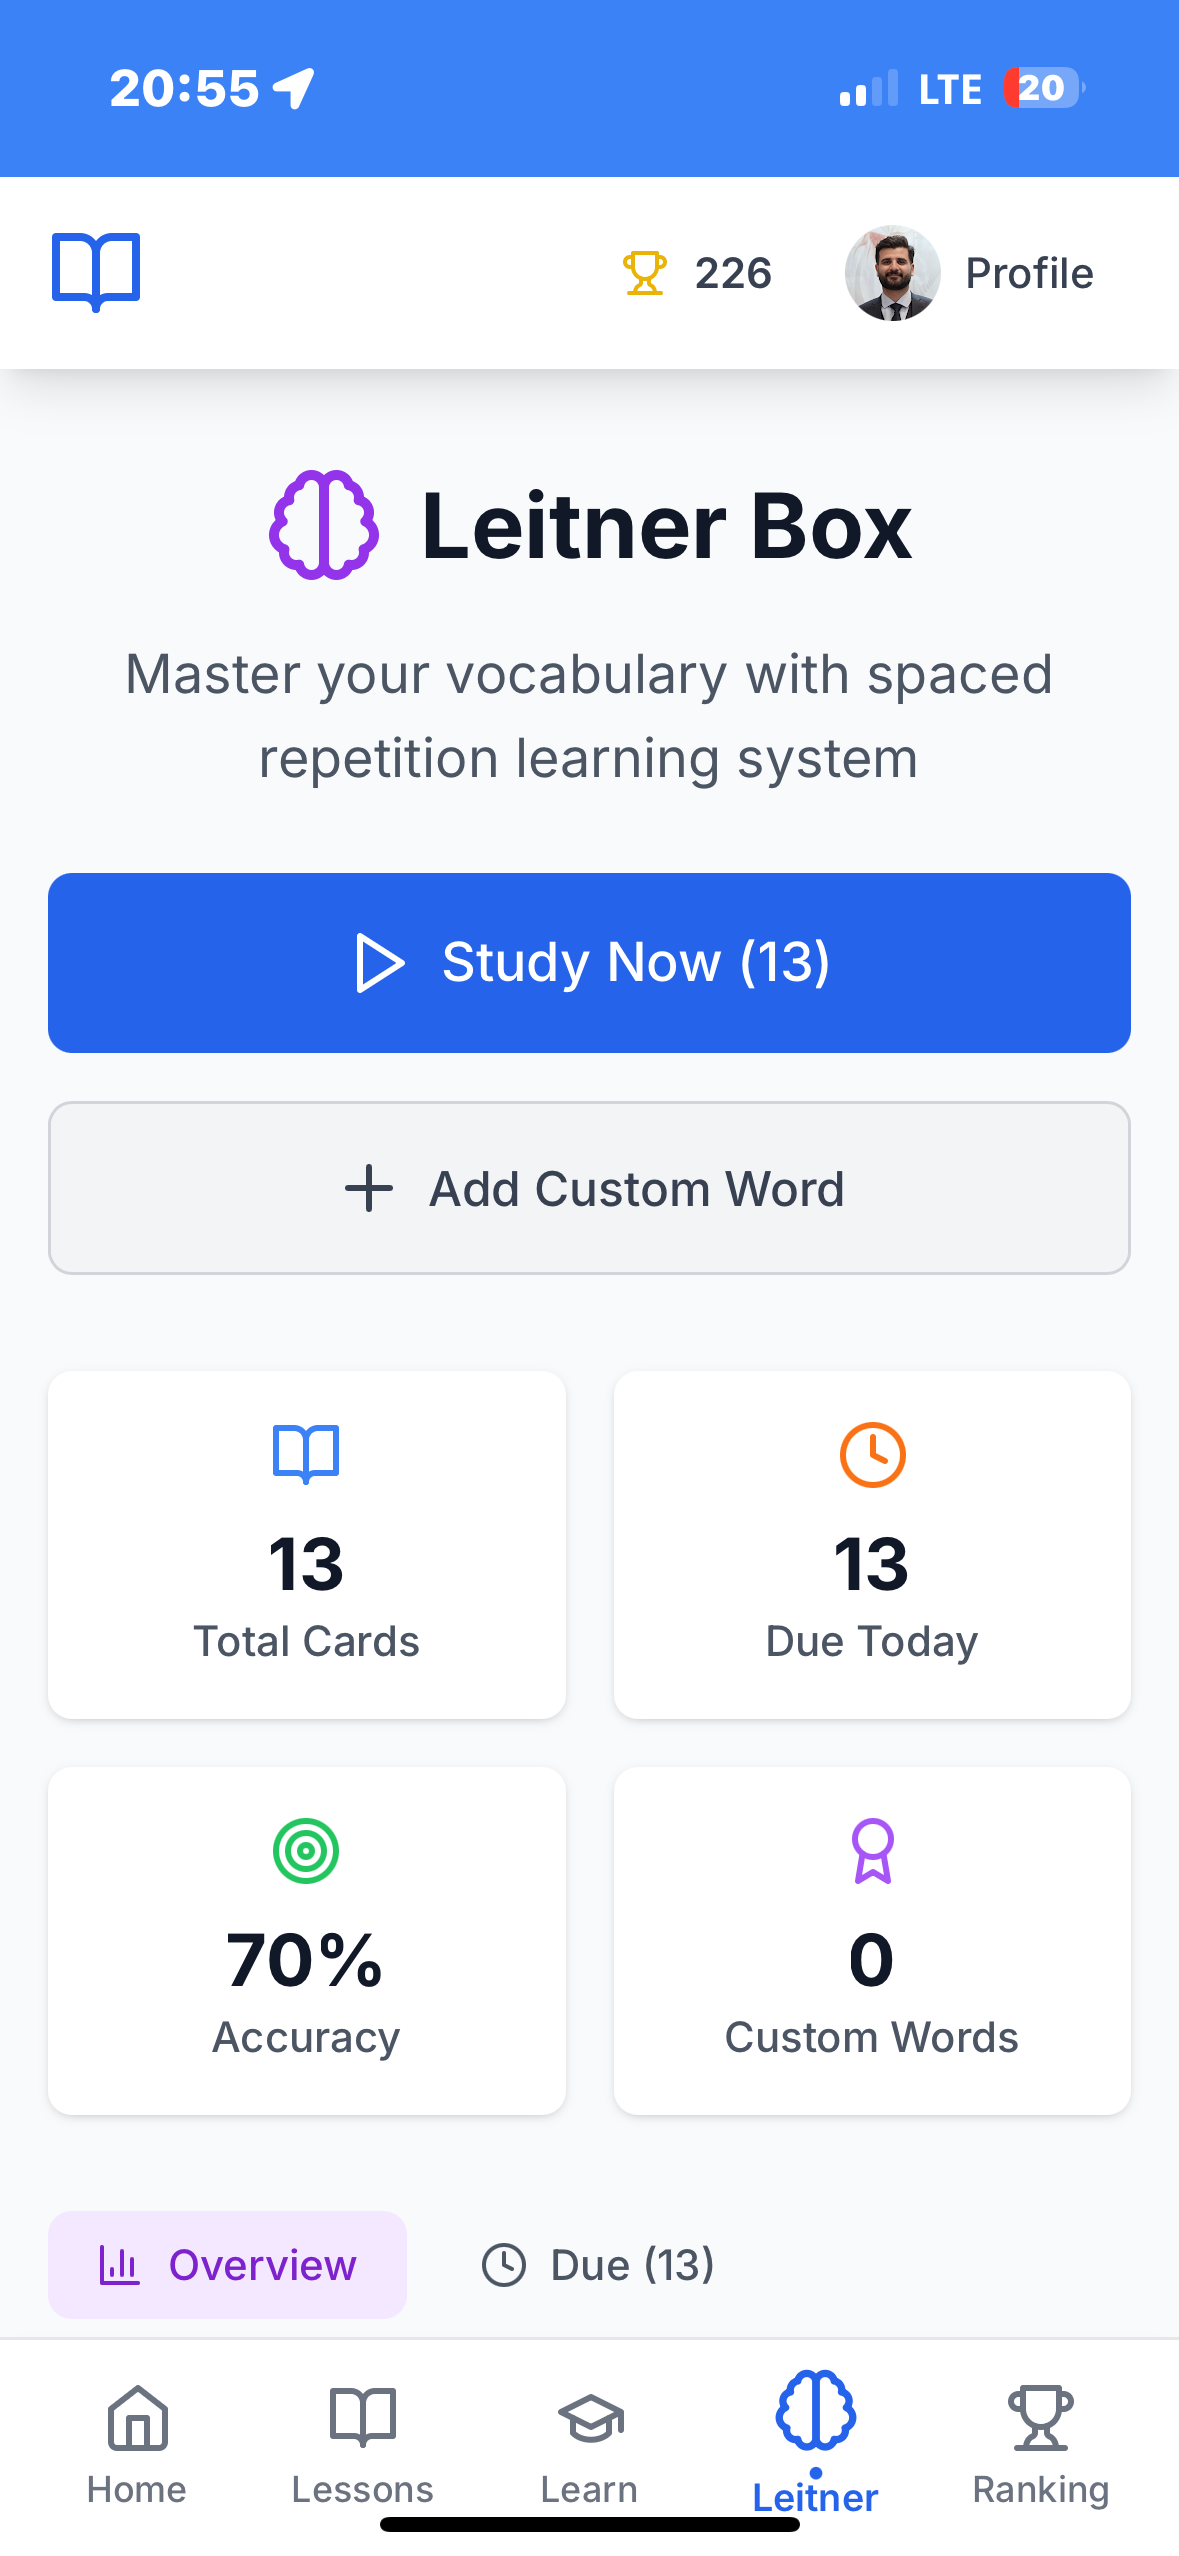 20:55
LTE
20
226
Profile
Leitner Box
Master your vocabulary with spaced
repetition learning system
Study Now (13)
Add Custom Word
13
Total Cards
13
Due Today
70%
Accuracy
0
Custom Words
Overview
Due (13)
Home
Lessons
Learn
Leitner
Ranking